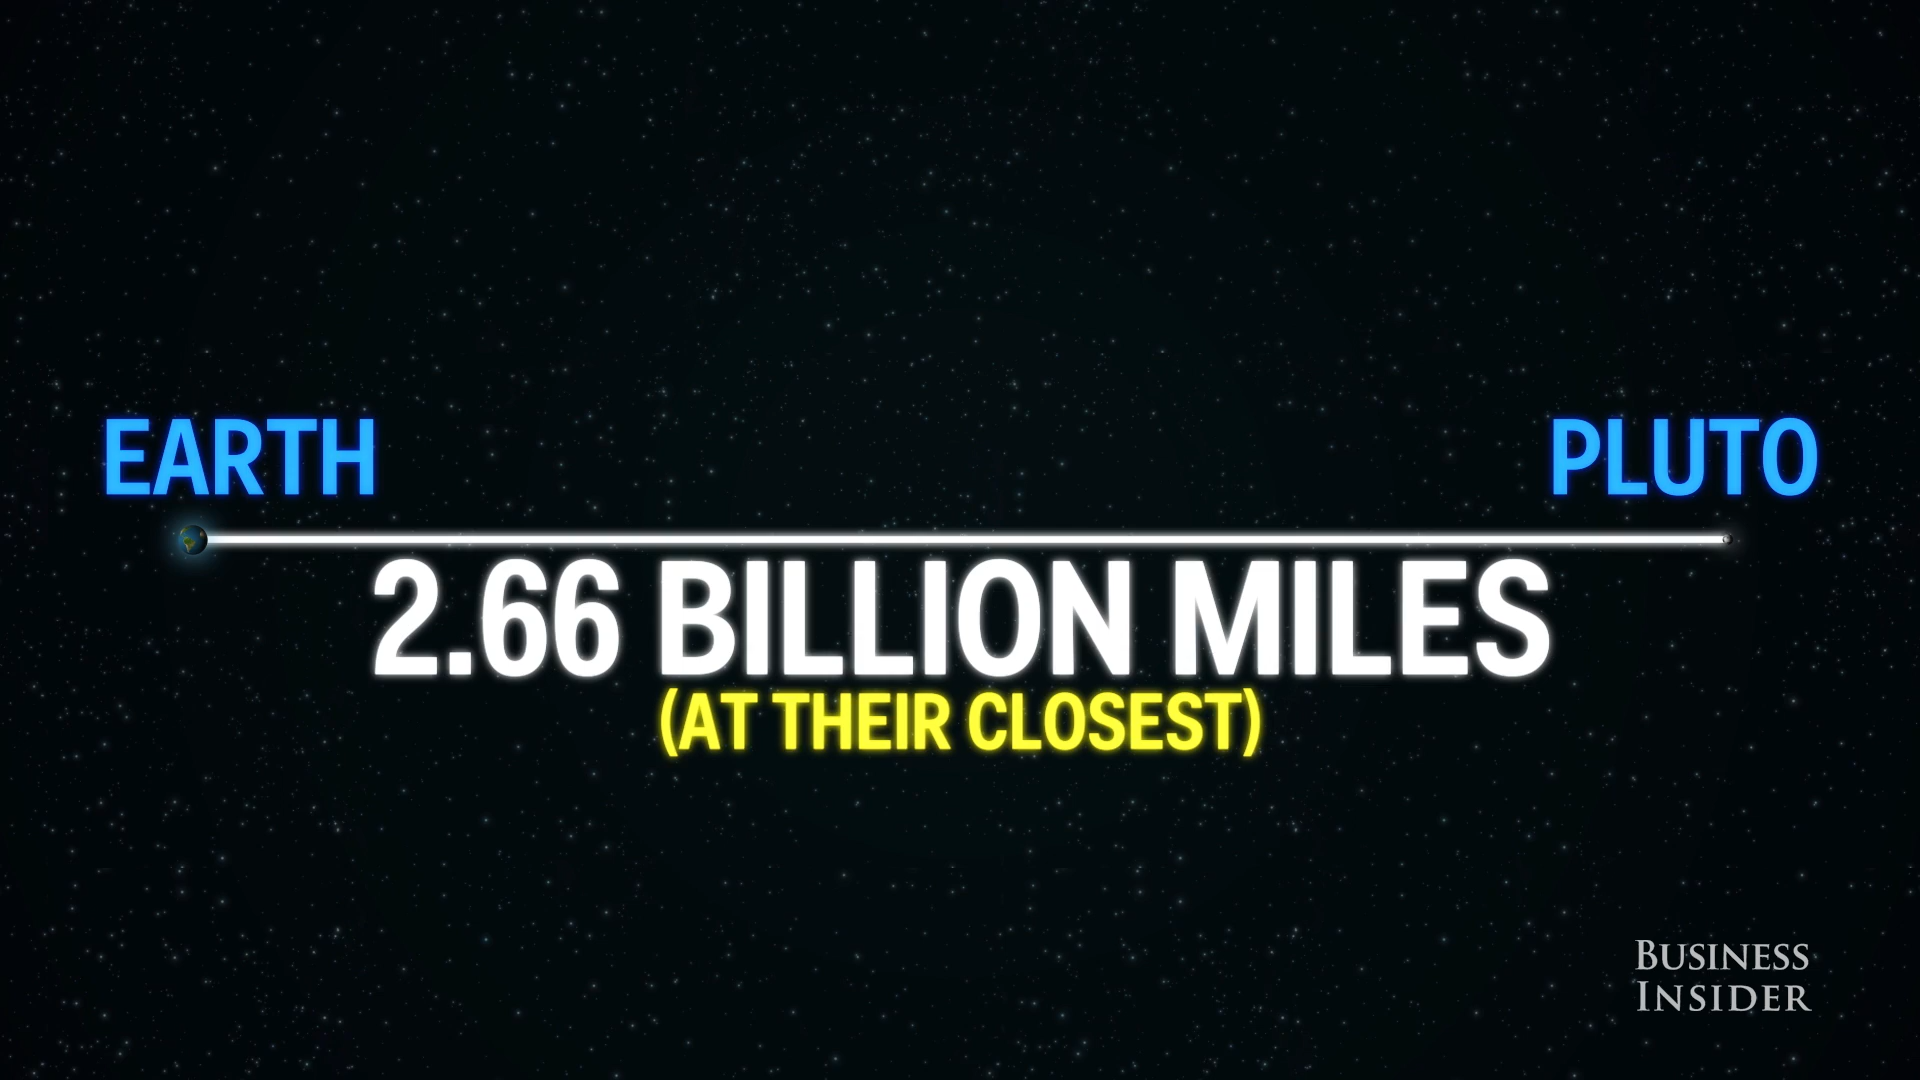 EARTH
PLUTO
2.66 BILLION MILES
(AT THEIR CLOSEST)
BUSINESS
INSIDER